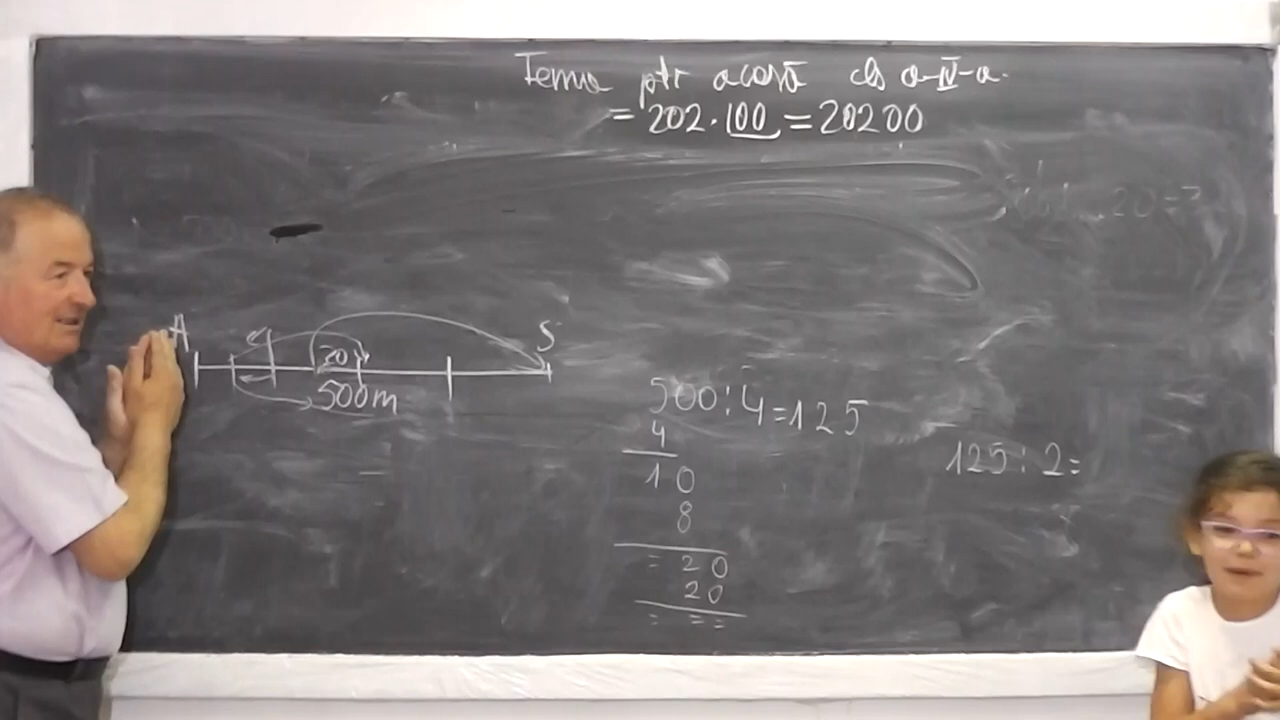 Tema ptr acasă cls a-IV-a.
= 202.100 = 20200
A
S
20
500m
500:4=125
4
10
8
= 20
20
= = =
125: 2=